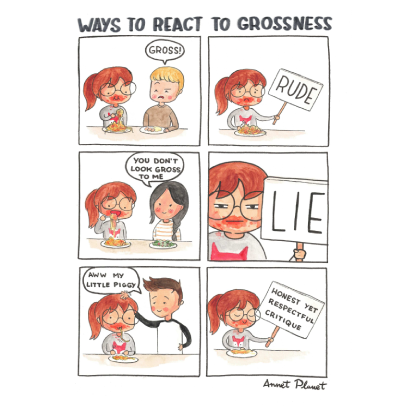 WAYS TO REACT TO GROSSNESS
GROSS!
RUDE
YOU DON'T
LOOK GROSS
TO ME
LIE
AWW MY
LITTLE PIGGY
HONEST YET
RESPECTFUL
CRITIQUE
Annet Planet